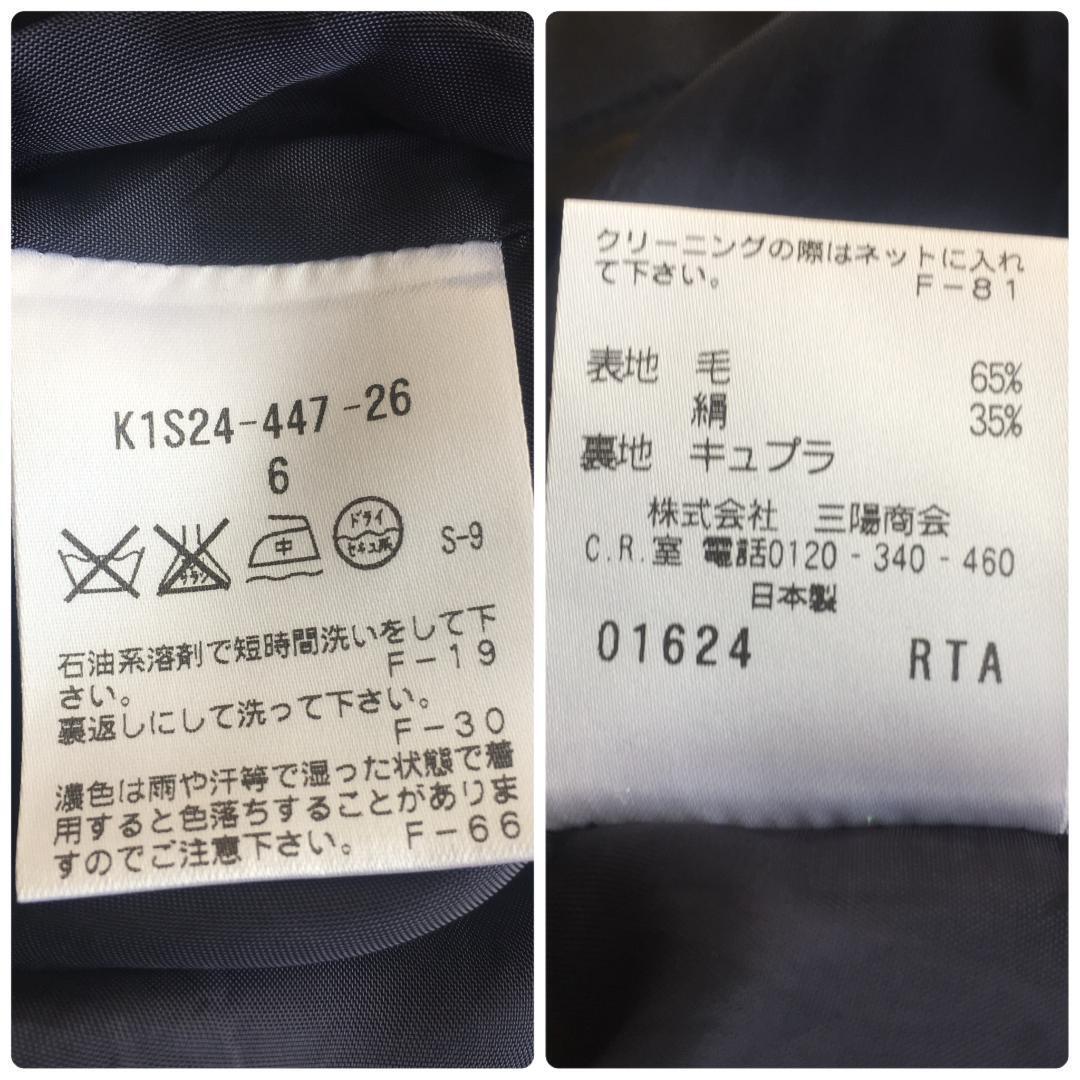 K1S24-447-26
6
中
ドライ
セキユ系
S-9
石油系溶剤で短時間洗いをして下
さい。 F-19
裏返しにして洗って下さい。
F-30
濃色は雨や汗等で湿った状態で着
用すると色落ちすることがありま
すのでご注意下さい。 F-66
クリーニングの際はネットに入れ
て下さい。 F-81
表地 毛 65%
絹 35%
裏地 キュプラ
株式会社 三陽商会
C.R.室 電話0120-340-460
日本製
01624 RTA